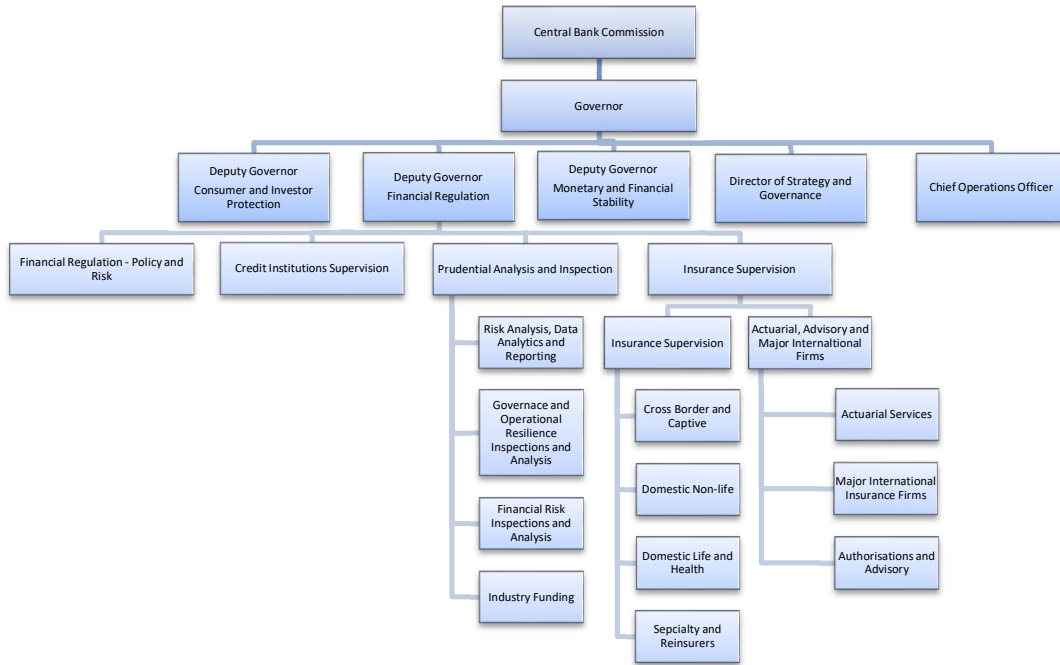 Central Bank Commission
Governor
Deputy Governor
Consumer and Investor
Protection
Deputy Governor
Financial Regulation
Deputy Governor
Monetary and Financial
Stability
Director of Strategy and
Governance
Chief Operations Officer
Financial Regulation - Policy and
Risk
Credit Institutions Supervision
Prudential Analysis and Inspection
Insurance Supervision
Risk Analysis, Data
Analytics and
Reporting
Governace and
Operational
Resilience
Inspections and
Analysis
Financial Risk
Inspections and
Analysis
Industry Funding
Insurance Supervision
Cross Border and
Captive
Domestic Non-life
Domestic Life and
Health
Sepcialty and
Reinsurers
Actuarial, Advisory and
Major Internaltional
Firms
Actuarial Services
Major International
Insurance Firms
Authorisations and
Advisory